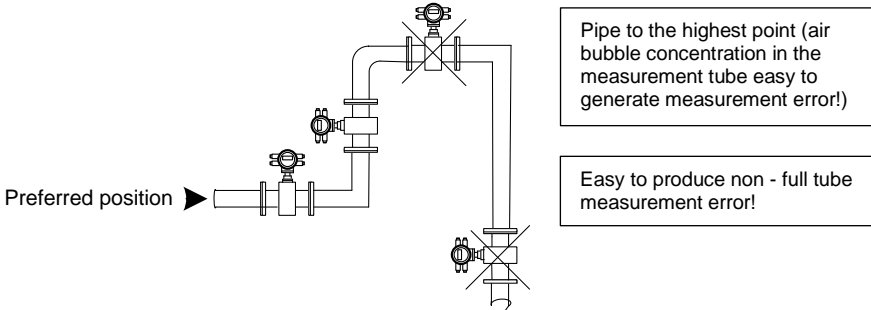 Pipe to the highest point (air
bubble concentration in the
measurement tube easy to
generate measurement error!)
Easy to produce non - full tube
measurement error!
Preferred position